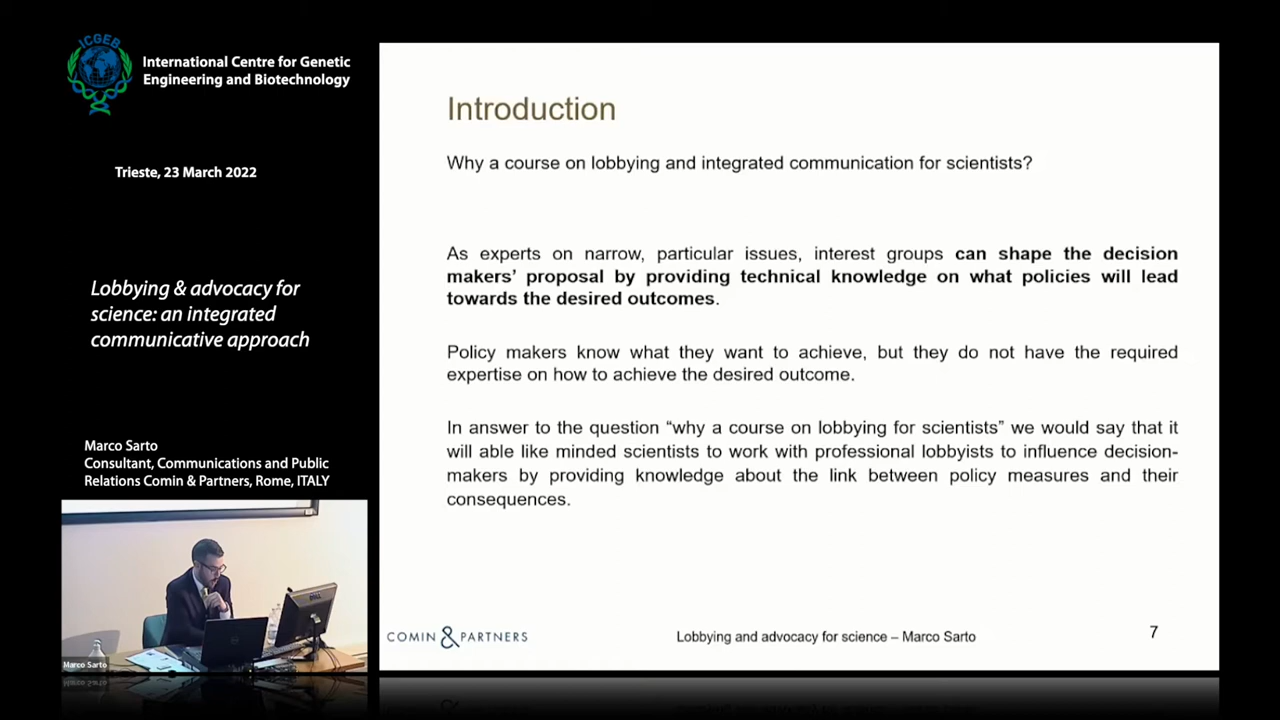 ICGEB
International Centre for Genetic
Engineering and Biotechnology
Trieste, 23 March 2022
Lobbying & advocacy for
science: an integrated
communicative approach
Marco Sarto
Consultant, Communications and Public
Relations Comin & Partners, Rome, ITALY
Marco Sarto
Introduction
Why a course on lobbying and integrated communication for scientists?
As experts on narrow, particular issues, interest groups can shape the decision
makers’ proposal by providing technical knowledge on what policies will lead
towards the desired outcomes.
Policy makers know what they want to achieve, but they do not have the required
expertise on how to achieve the desired outcome.
In answer to the question “why a course on lobbying for scientists” we would say that it
will able like minded scientists to work with professional lobbyists to influence decision-
makers by providing knowledge about the link between policy measures and their
consequences.
COMIN & PARTNERS
Lobbying and advocacy for science – Marco Sarto
7